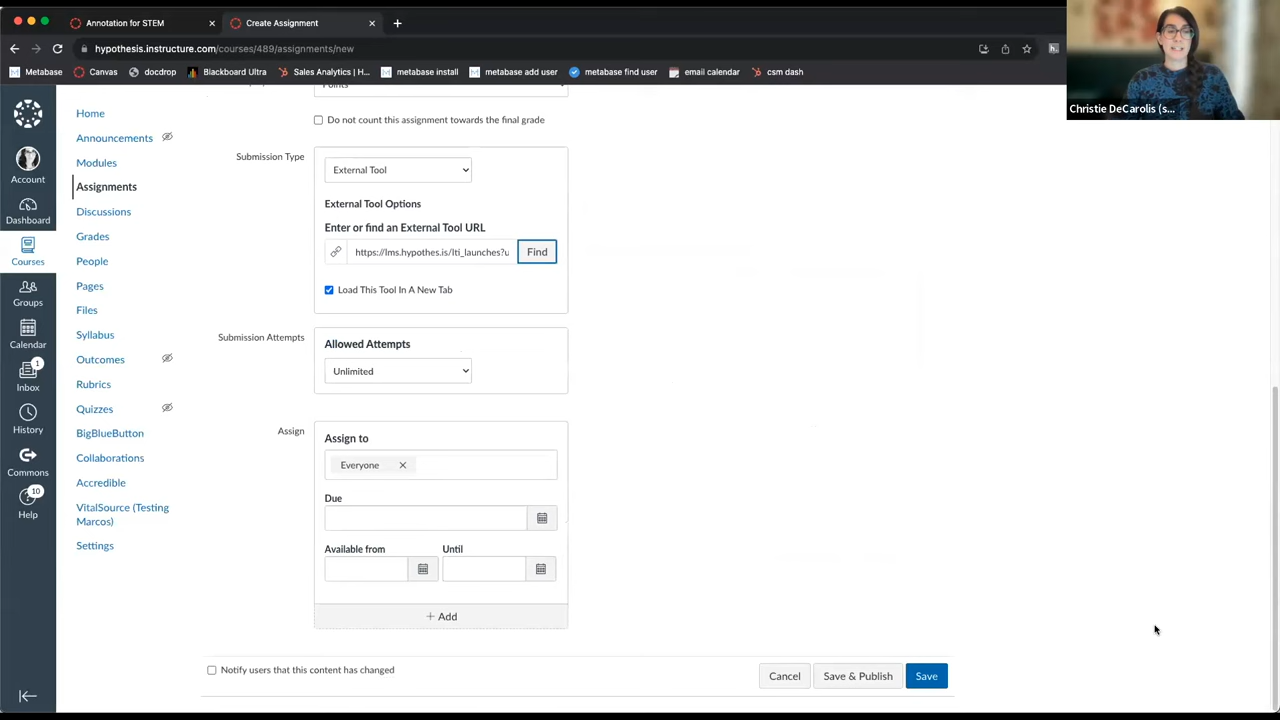 Annotation for STEM
Create Assignment
hypothesis.instructure.com/courses/489/assignments/new
Metabase
Canvas
docdrop
Blackboard Ultra
Sales Analytics | H...
metabase install
metabase add user
metabase find user
email calendar
csm dash
Christie DeCarolis (s...
Account
Dashboard
Courses
Groups
Calendar
1
Inbox
History
Commons
10
Help
Home
Announcements
Modules
Assignments
Discussions
Grades
People
Pages
Files
Syllabus
Outcomes
Rubrics
Quizzes
BigBlueButton
Collaborations
Accredible
VitalSource (Testing
Marcos)
Settings
Points
Do not count this assignment towards the final grade
Submission Type
External Tool
External Tool Options
Enter or find an External Tool URL
https://lms.hypothes.is/lti_launches?u
Find
Load This Tool In A New Tab
Submission Attempts
Allowed Attempts
Unlimited
Assign
Assign to
Everyone
Due
Available from
Until
+ Add
Notify users that this content has changed
Cancel
Save & Publish
Save